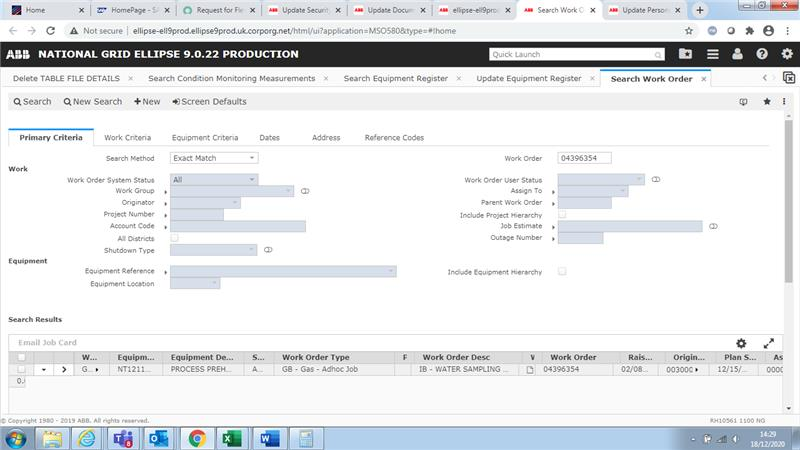 Home
HomePage - SA
Request for Fle
Update Security
Update Docum
ellipse-ell9prod
Search Work O
Update Person
Not secure | ellipse-ell9prod.ellipse9prod.uk.corporg.net/html/ui?application=MSO580&type=#!home
ABB NATIONAL GRID ELLIPSE 9.0.22 PRODUCTION
Quick Launch
Delete TABLE FILE DETAILS
Search Condition Monitoring Measurements
Search Equipment Register
Update Equipment Register
Search Work Order
Search
New Search
New
Screen Defaults
Primary Criteria
Work Criteria
Equipment Criteria
Dates
Address
Reference Codes
Search Method Exact Match
Work Order 04396354
Work
Work Order System Status All
Work Order User Status
Work Group
Assign To
Originator
Parent Work Order
Project Number
Include Project Hierarchy
Account Code
Job Estimate
All Districts
Outage Number
Shutdown Type
Equipment
Equipment Reference
Include Equipment Hierarchy
Equipment Location
Search Results
Email Job Card
W... Equipm... Equipment De... S... Work Order Type F Work Order Desc Work Order Rais... Origin... Plan S... As
G... NT1211... PROCESS PREH... A... GB - Gas - Adhoc Job IB - WATER SAMPLING ... 04396354 02/08... 003000 12/15/... 0000
0.
© Copyright 1980 - 2019 ABB. All rights reserved.
RH10561 1100 NG
8
14:29
18/12/2020